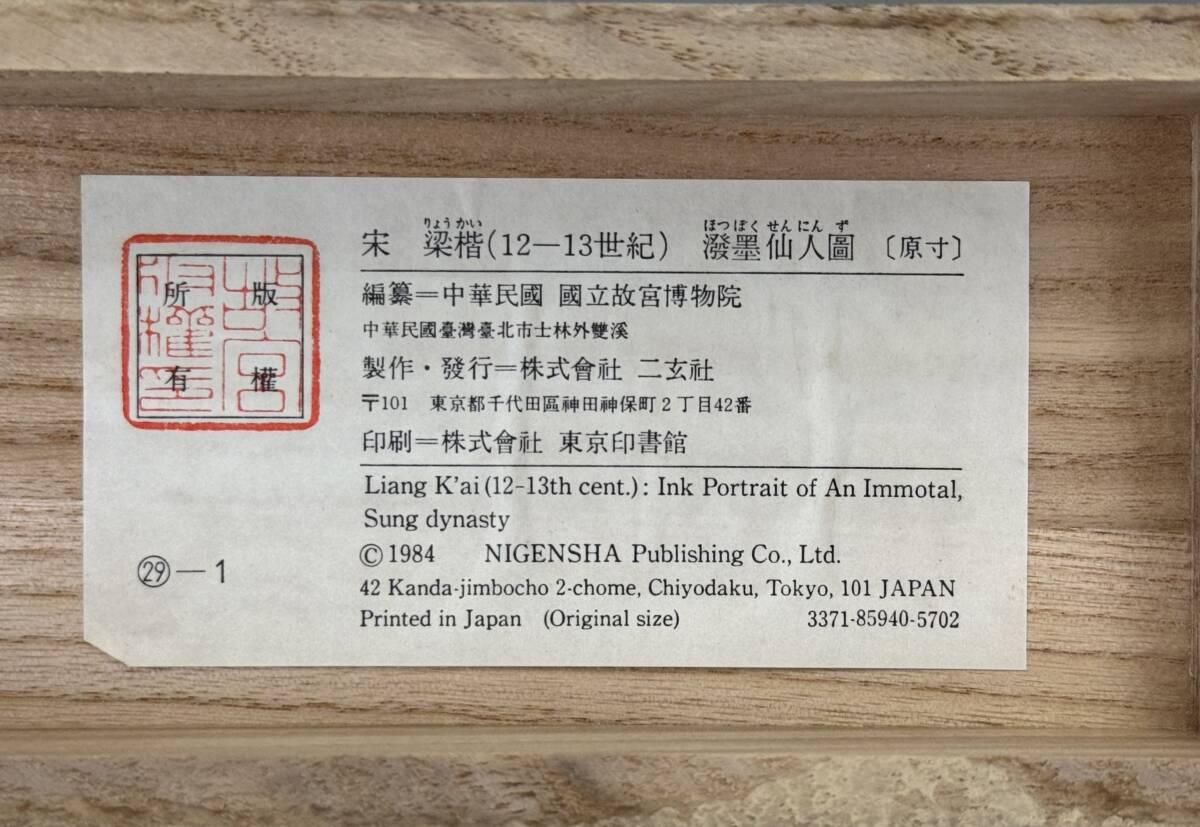 版權所有
宋 梁楷(12—13世紀) 潑墨仙人圖 〔原寸〕
りょうかい ほつぼくせんにんず
編纂=中華民國 國立故宮博物院
中華民國臺灣臺北市士林外雙溪
製作・發行=株式會社 二玄社
〒101 東京都千代田區神田神保町2丁目42番
印刷=株式會社 東京印書館
Liang K'ai (12-13th cent.): Ink Portrait of An Immotal,
Sung dynasty
©1984 NIGENSHA Publishing Co., Ltd.
42 Kanda-jimbocho 2-chome, Chiyodaku, Tokyo, 101 JAPAN
Printed in Japan (Original size) 3371-85940-5702
㉙—1